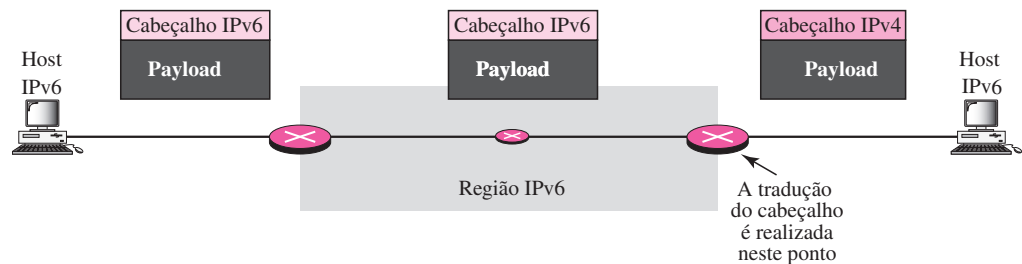 Cabeçalho IPv6
Payload
Cabeçalho IPv6
Payload
Cabeçalho IPv4
Payload
Host
IPv6
Host
IPv6
Região IPv6
A tradução
do cabeçalho
é realizada
neste ponto